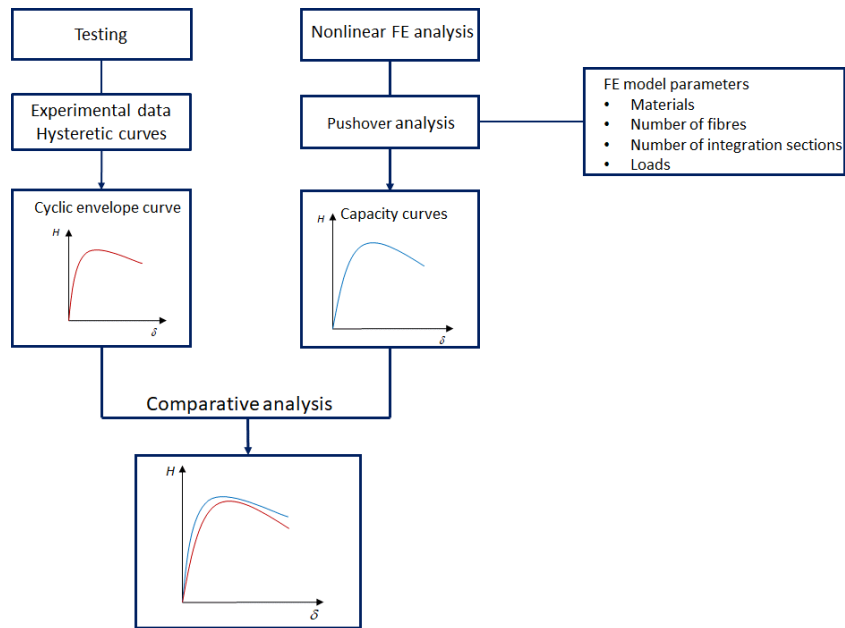 Testing
Experimental data
Hysteretic curves
Cyclic envelope curve
H
δ
Nonlinear FE analysis
Pushover analysis
FE model parameters
• Materials
• Number of fibres
• Number of integration sections
• Loads
Capacity curves
H
δ
Comparative analysis
H
δ